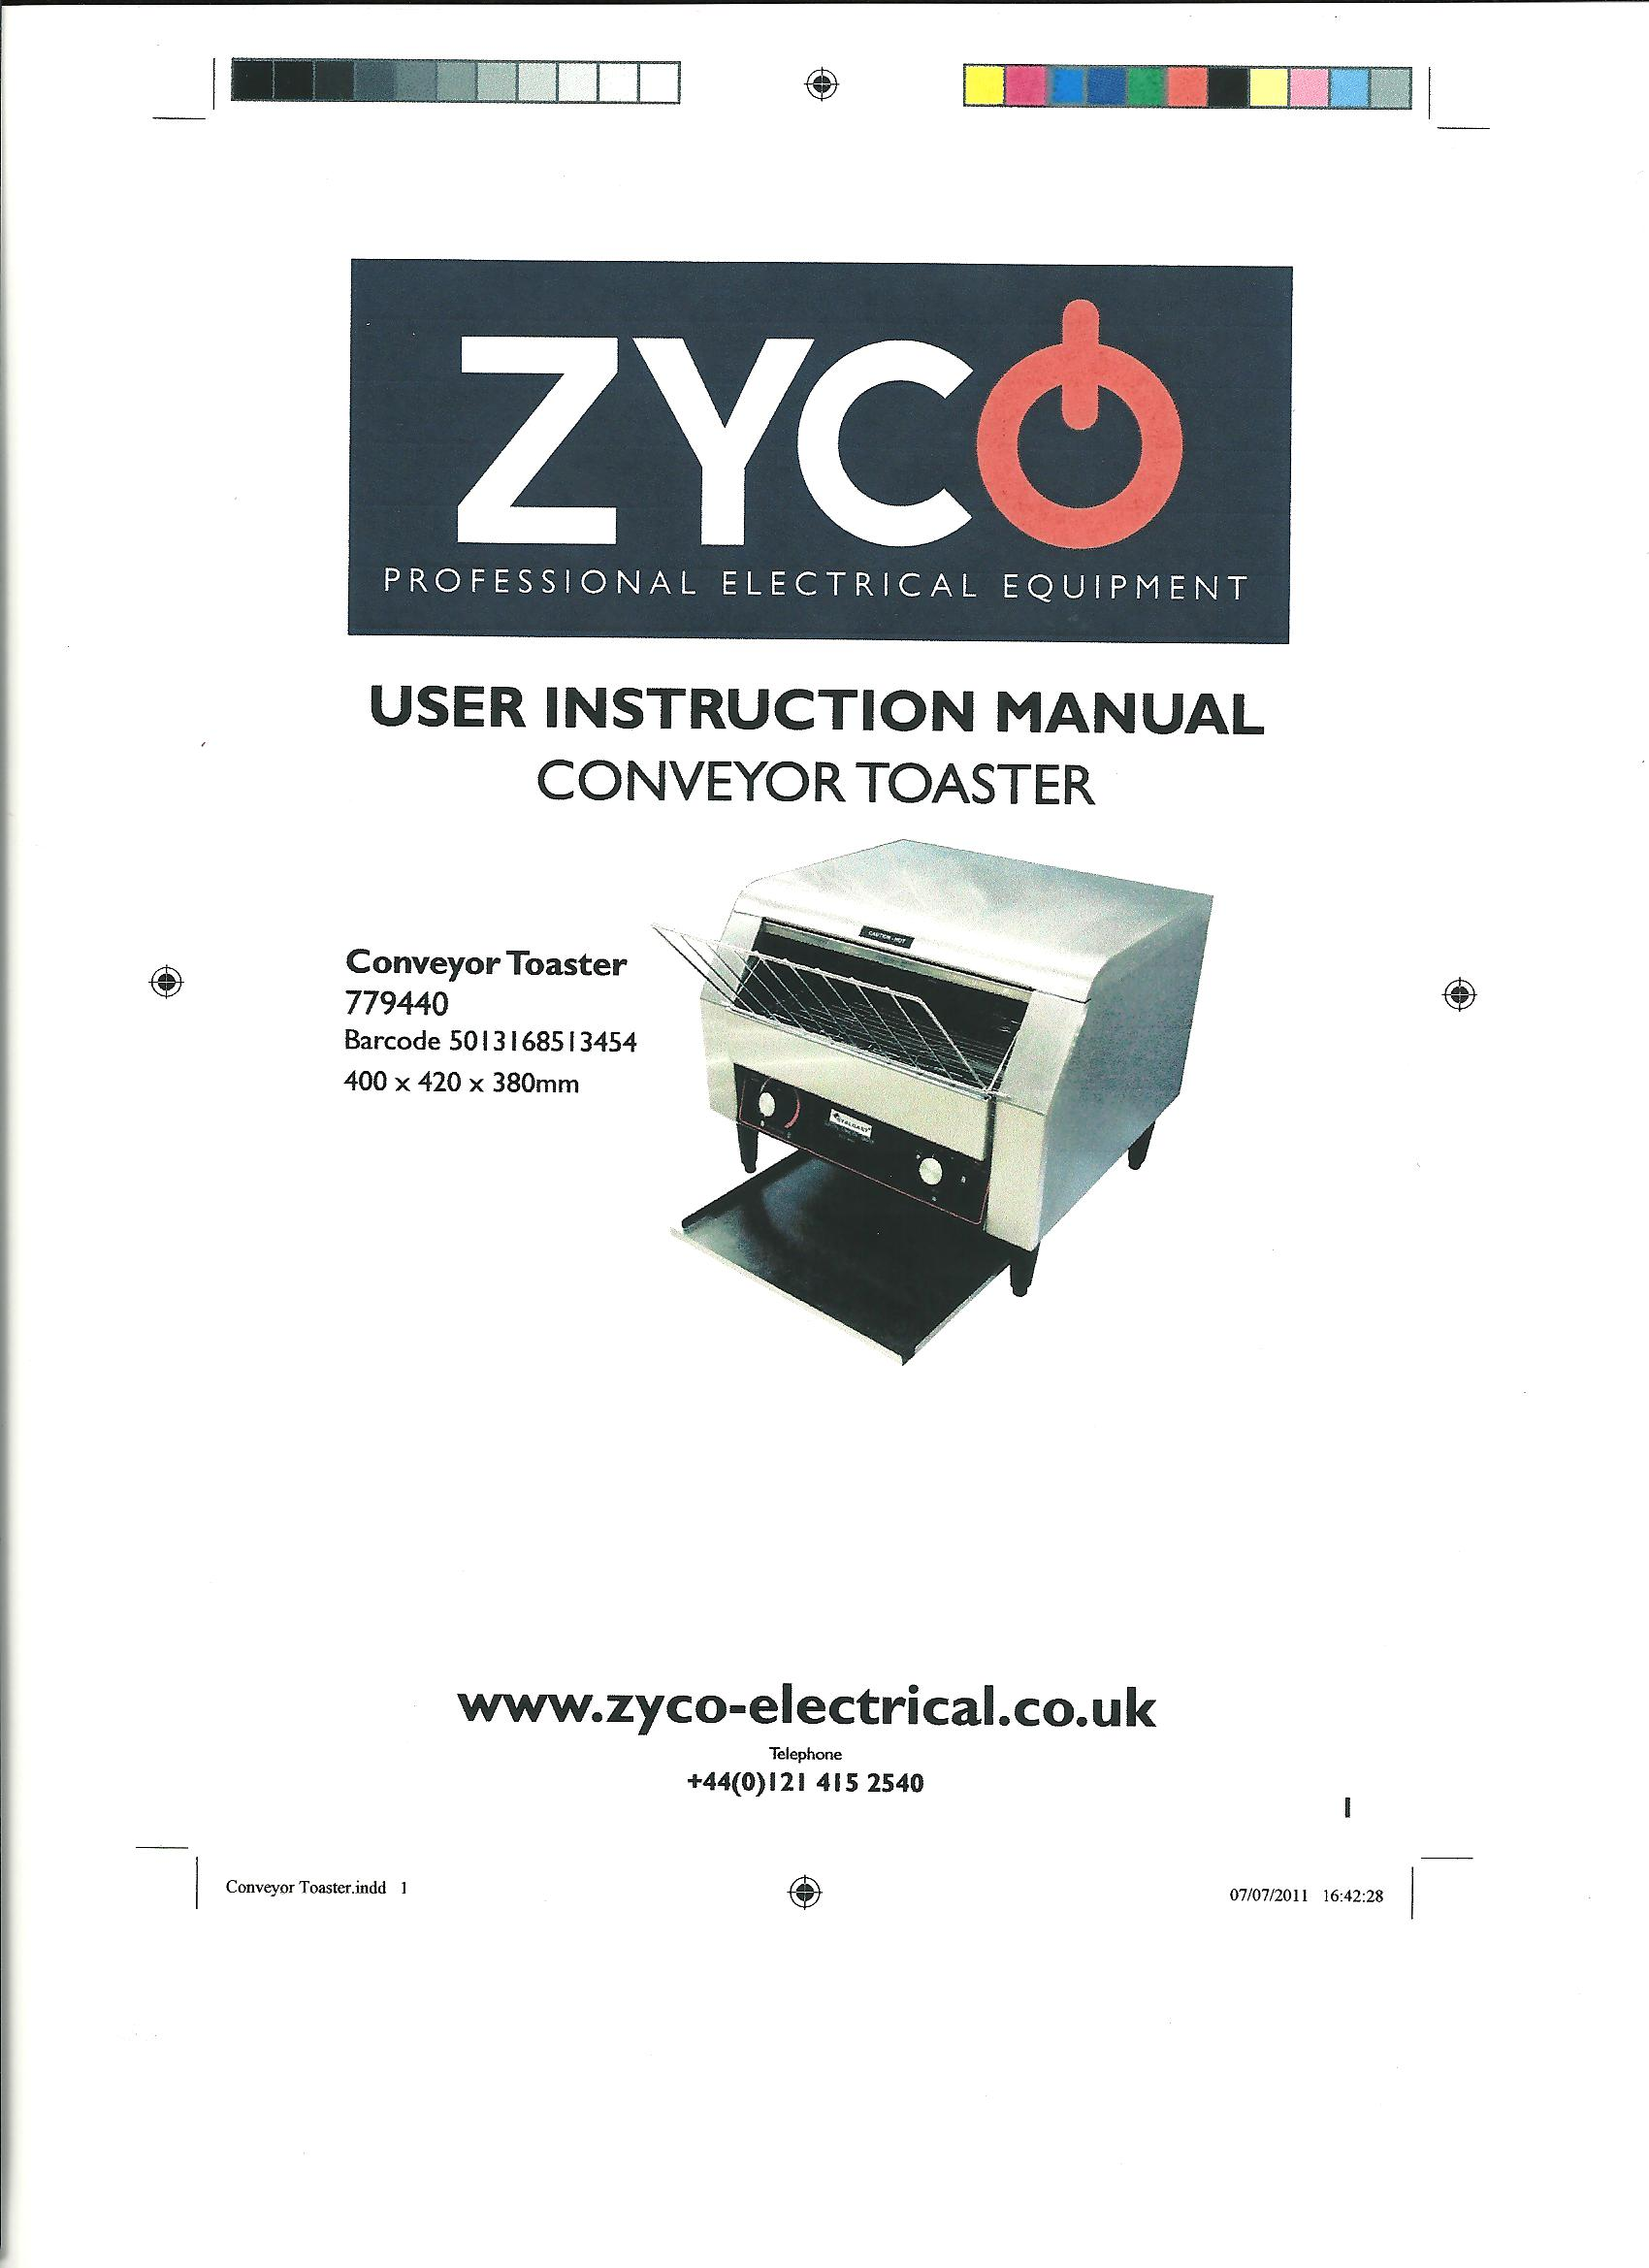 ZYCO
PROFESSIONAL ELECTRICAL EQUIPMENT
USER INSTRUCTION MANUAL
CONVEYOR TOASTER
CAUTION HOT
Conveyor Toaster
779440
Barcode 5013168513454
400 x 420 x 380mm
www.zyco-electrical.co.uk
Telephone
+44(0)121 415 2540
1
Conveyor Toaster.indd 1
07/07/2011 16:42:28